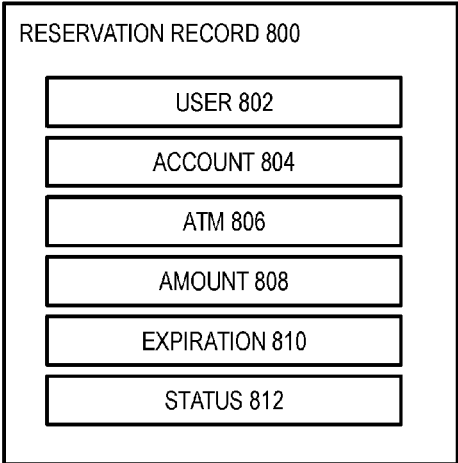 RESERVATION RECORD 800
USER 802
ACCOUNT 804
ATM 806
AMOUNT 808
EXPIRATION 810
STATUS 812